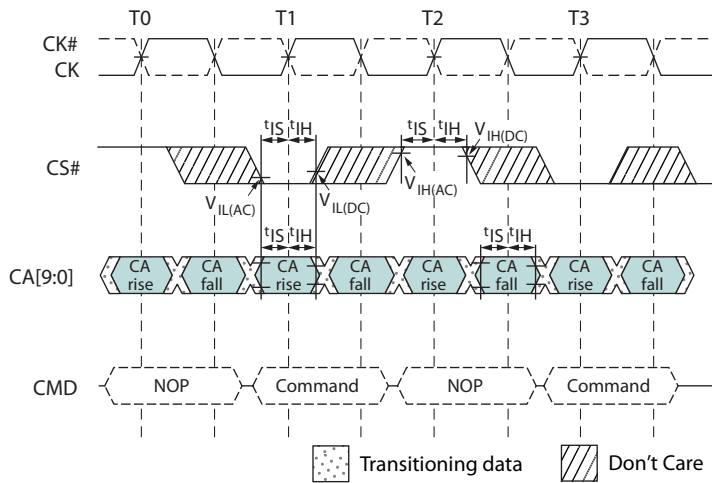 T0 T1 T2 T3
CK#
CK
tIS tIH tIS tIH VIH(DC)
CS#
VIL(AC) VIL(DC) VIH(AC)
tIS tIH tIS tIH
CA[9:0] CA rise CA fall CA rise CA fall CA rise CA fall CA rise CA fall
CMD NOP Command NOP Command
Transitioning data Don't Care